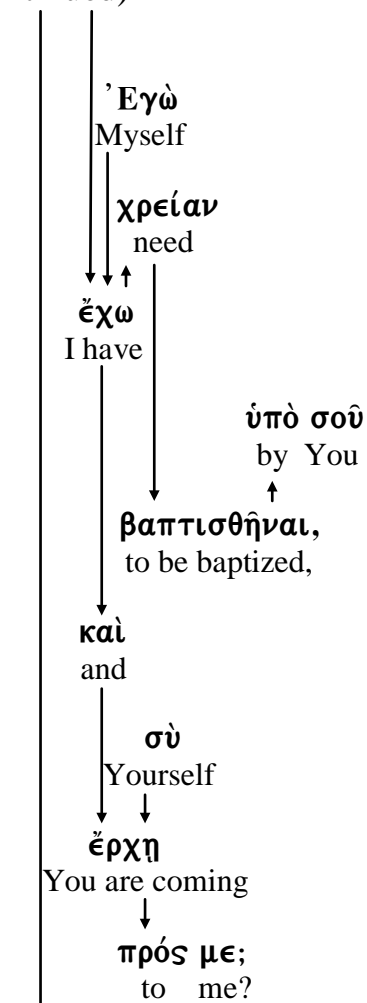 Ἐγὼ
Myself
χρείαν
need
ἔχω
I have
ὑπὸ σοῦ
by You
βαπτισθῆναι,
to be baptized,
καὶ
and
σὺ
Yourself
ἔρχῃ
You are coming
πρός με;
to me?